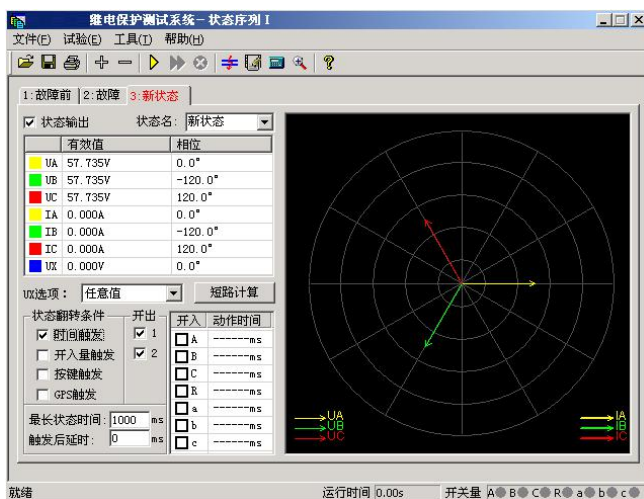 继电保护测试系统-状态序列 I
文件(F) 试验(E) 工具(T) 帮助(H)
1:故障前 2:故障 3:新状态
状态输出 状态名: 新状态
有效值 相位
UA 57.735V 0.0°
UB 57.735V -120.0°
UC 57.735V 120.0°
IA 0.000A 0.0°
IB 0.000A -120.0°
IC 0.000A 120.0°
UX 0.000V 0.0°
UX选项: 任意值 短路计算
状态翻转条件 开出
时间触发 1
开入量触发 2
按键触发
GPS触发
最长状态时间: 1000 ms
触发后延时: 0 ms
开入 动作时间
A ------ms
B ------ms
C ------ms
R ------ms
a ------ms
b ------ms
c ------ms
UA
UB
UC
IA
IB
IC
就绪 运行时间 0.00s 开关量 A B C R a b c